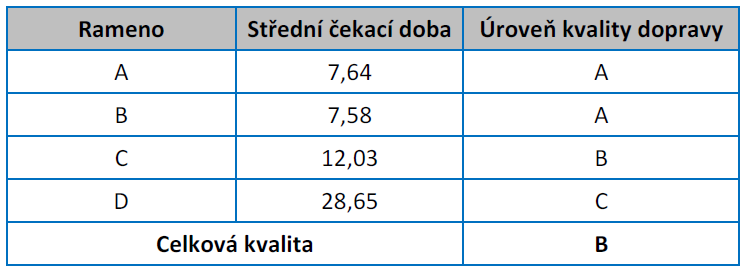 Rameno Střední čekací doba Úroveň kvality dopravy
A 7,64 A
B 7,58 A
C 12,03 B
D 28,65 C
Celková kvalita B